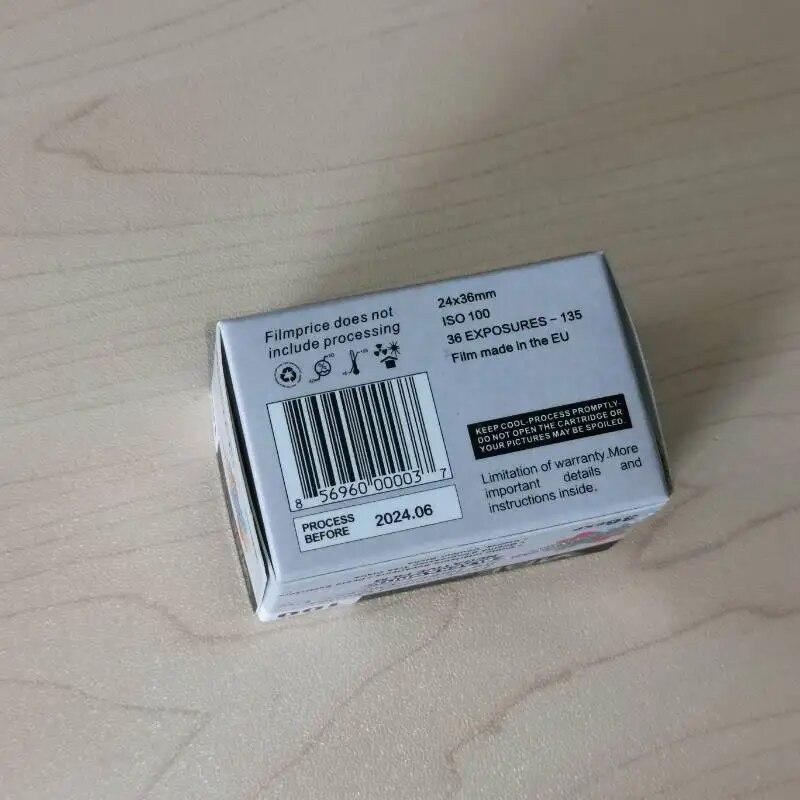 Filmprice does not
include processing
24x36mm
ISO 100
36 EXPOSURES – 135
Film made in the EU
8 56960 00003 7
PROCESS
BEFORE
2024.06
KEEP COOL-PROCESS PROMPTLY-
DO NOT OPEN THE CARTRIDGE OR
YOUR PICTURES MAY BE SPOILED.
Limitation of warranty.More
important details and
instructions inside.